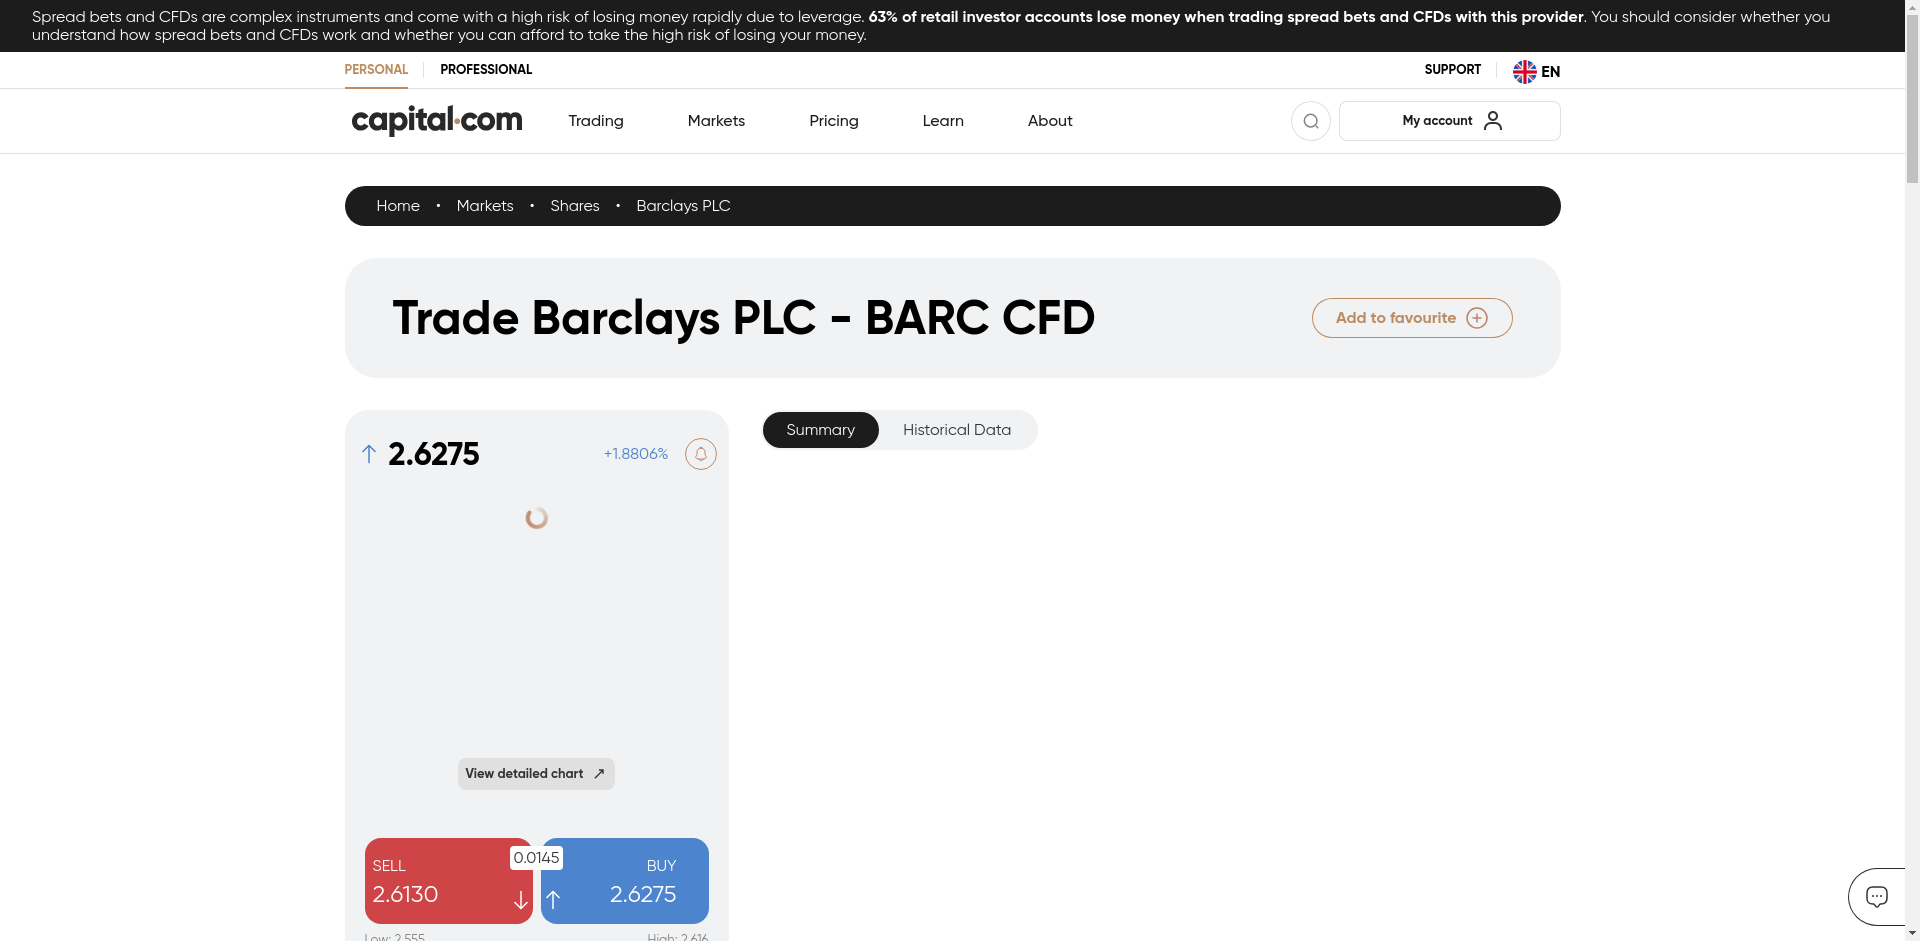 Spread bets and CFDs are complex instruments and come with a high risk of losing money rapidly due to leverage. 63% of retail investor accounts lose money when trading spread bets and CFDs with this provider. You should consider whether you
understand how spread bets and CFDs work and whether you can afford to take the high risk of losing your money.
PERSONAL PROFESSIONAL SUPPORT EN
capital.com Trading Markets Pricing Learn About My account
Home • Markets • Shares • Barclays PLC
Trade Barclays PLC - BARC CFD Add to favourite
Summary Historical Data
2.6275 +1.8806%
View detailed chart
SELL 0.0145 BUY
2.6130 2.6275
Low: 2.555 High: 2.616